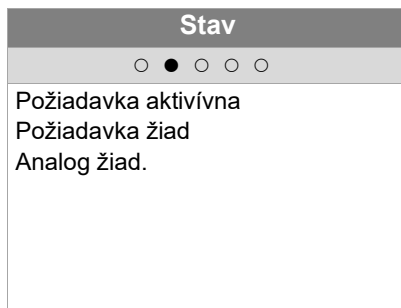 Stav
○ ● ○ ○ ○
Požiadavka aktivívna
Požiadavka žiad
Analog žiad.